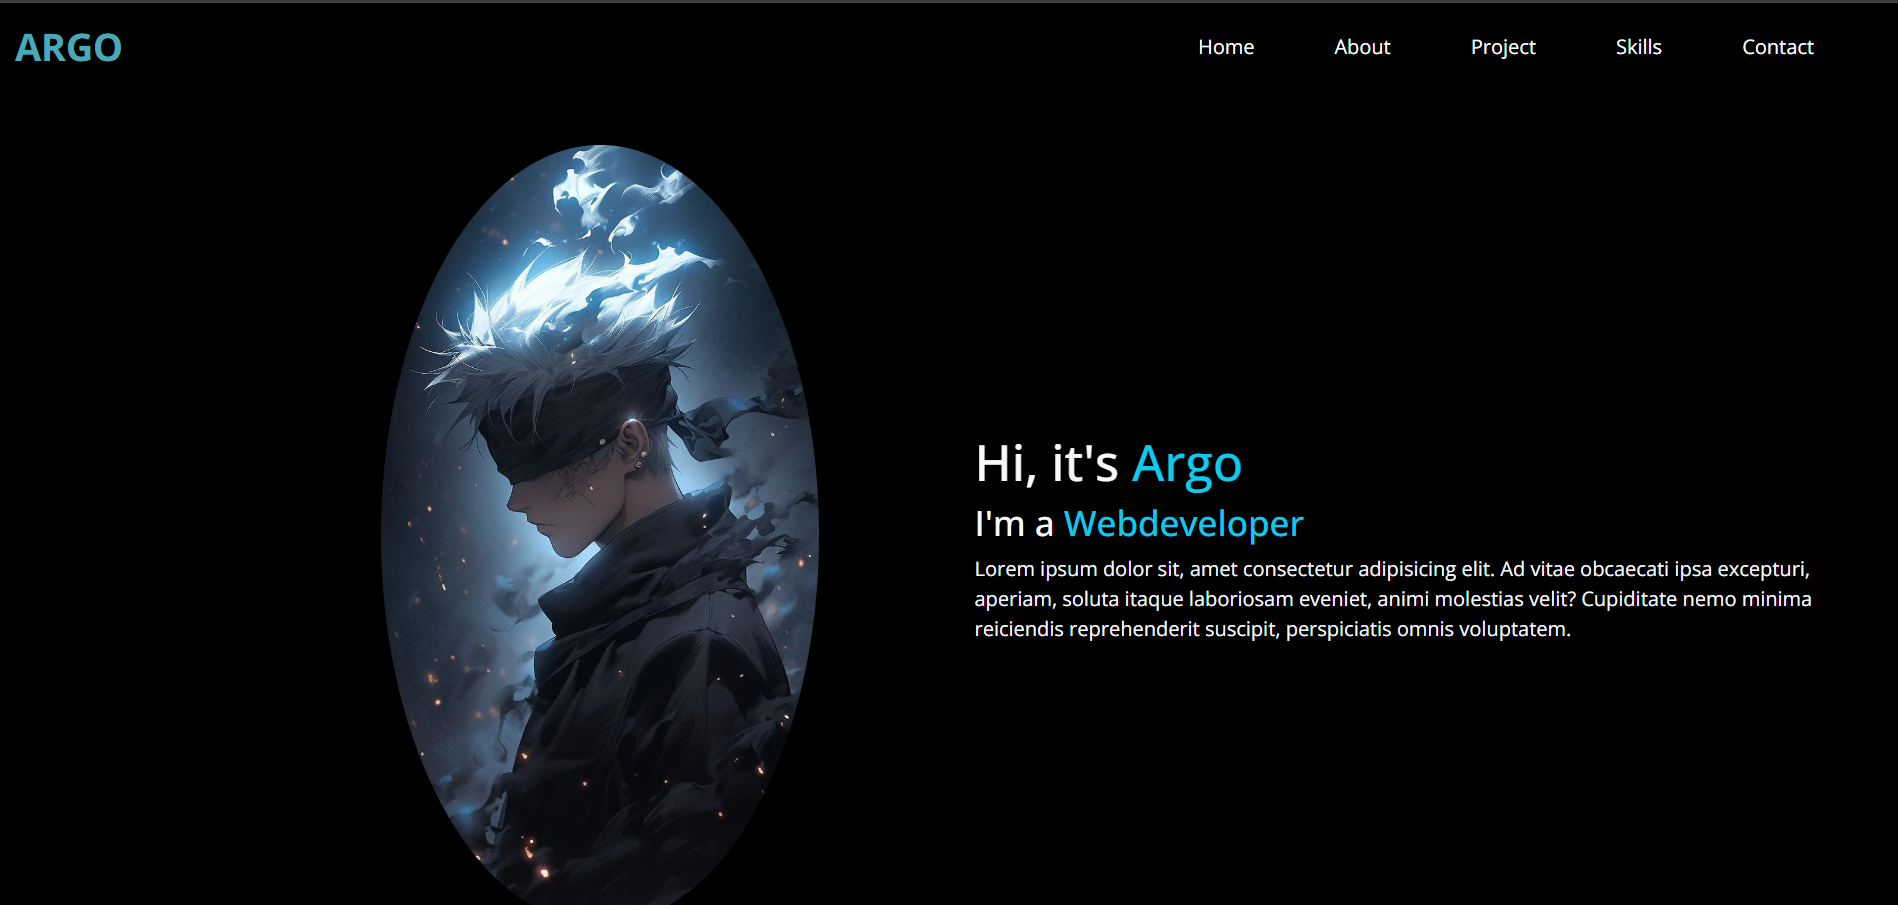 ARGO
Home About Project Skills Contact
Hi, it's Argo
I'm a Webdeveloper
Lorem ipsum dolor sit, amet consectetur adipisicing elit. Ad vitae obcaecati ipsa excepturi,
aperiam, soluta itaque laboriosam eveniet, animi molestias velit? Cupiditate nemo minima
reiciendis reprehenderit suscipit, perspiciatis omnis voluptatem.